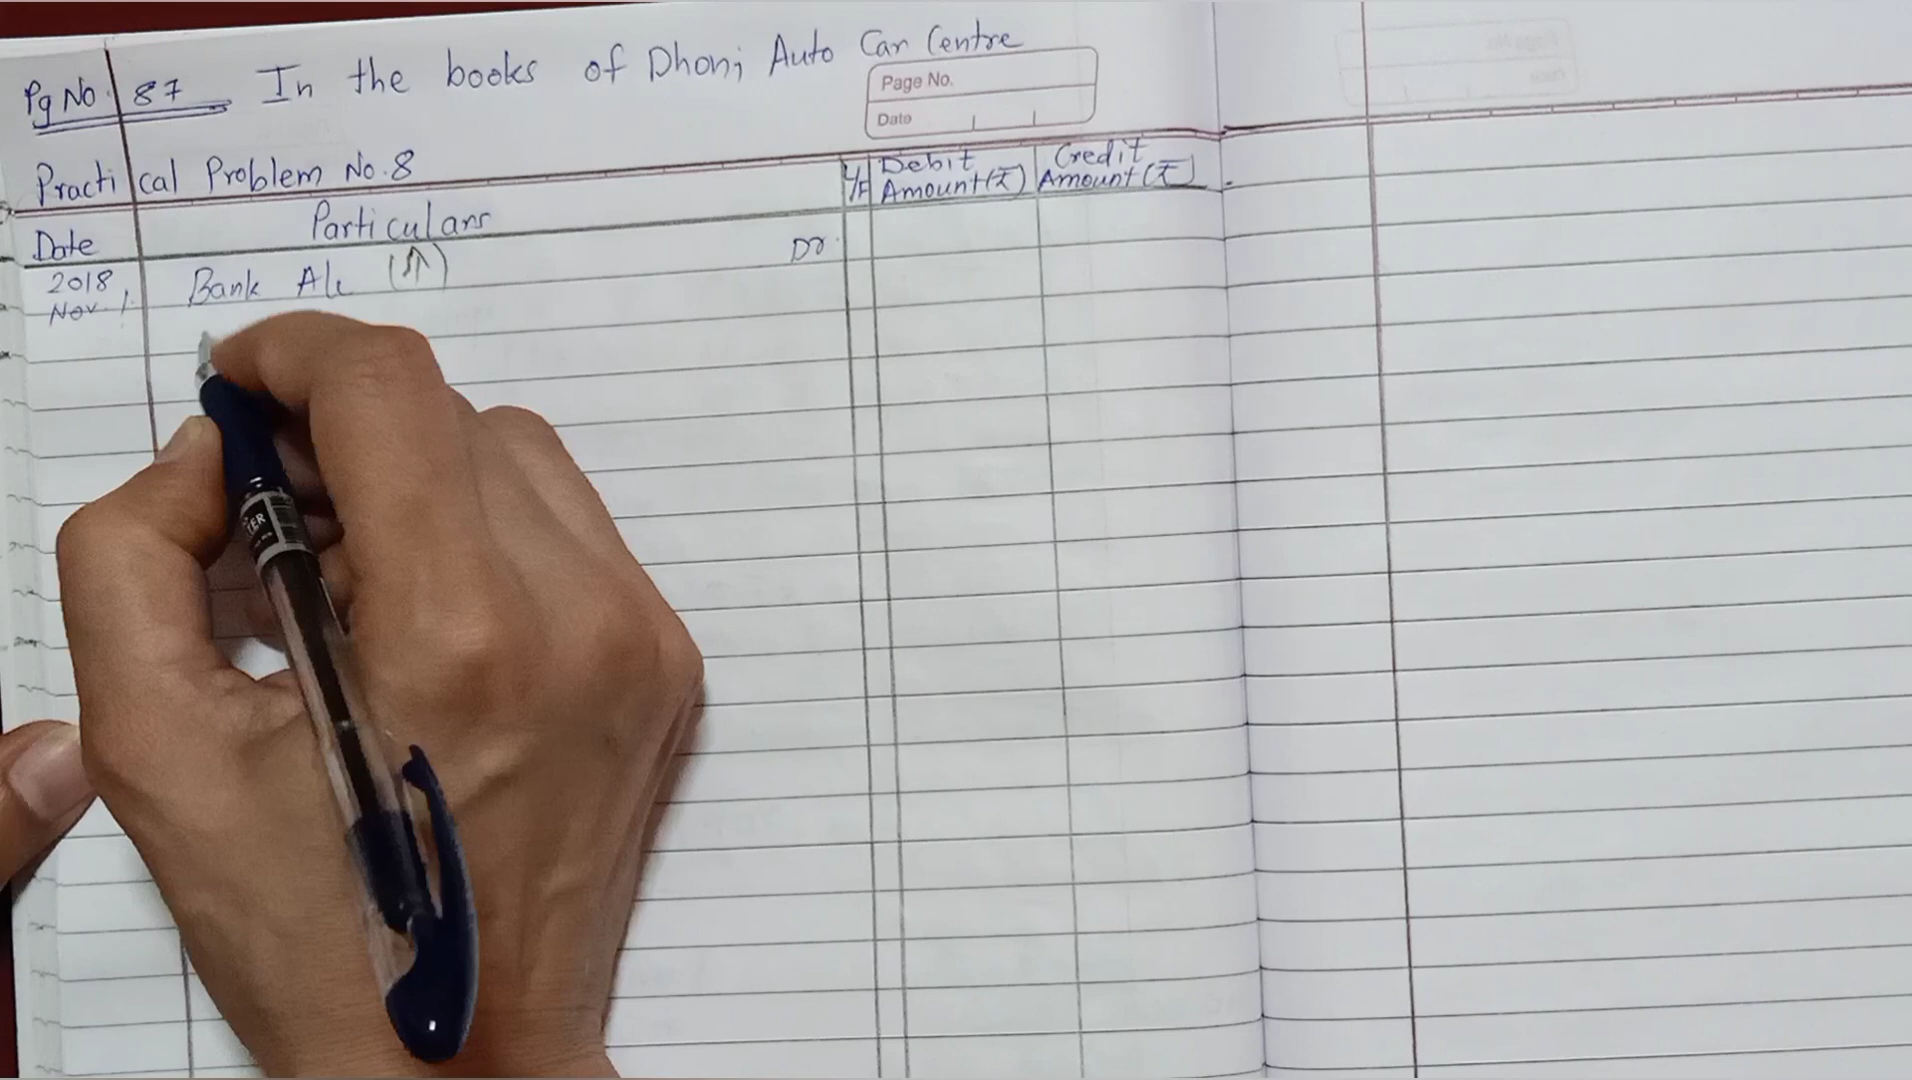 Pg No. 87 In the books of Dhoni Auto Car Centre
Page No.
Date
Practical Problem No. 8
Date Particulars L/F Debit Amount (₹) Credit Amount (₹)
2018
Nov. 1 Bank A/c (↑) Dr.